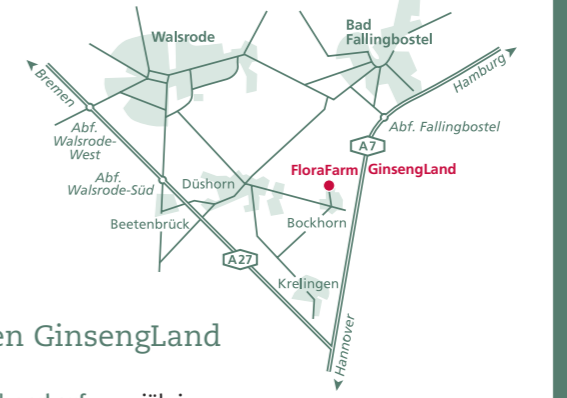 Walsrode
Bad
Fallingbostel
Bremen
Hamburg
Abf.
Walsrode-
West
Abf. Fallingbostel
A7
Abf.
Walsrode-Süd
Düshorn
FloraFarm GinsengLand
Beetenbrück
Bockhorn
A27
Krelingen
Hannover
en GinsengLand